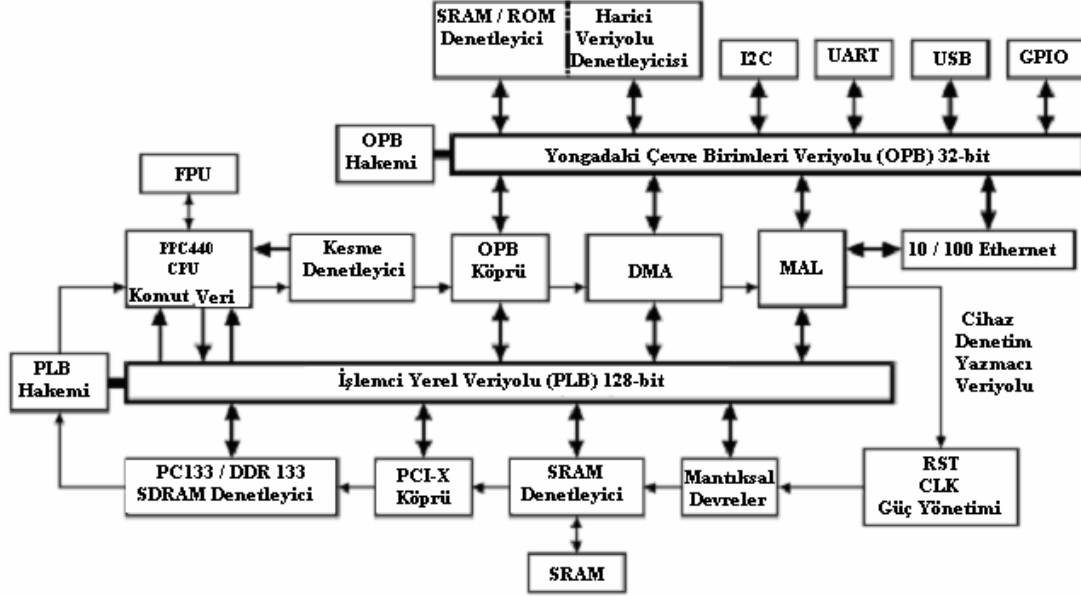 SRAM / ROM
Denetleyici
Harici
Veriyolu
Denetleyicisi
I2C
UART
USB
GPIO
OPB
Hakemi
Yongadaki Çevre Birimleri Veriyolu (OPB) 32-bit
FPU
PPC440
CPU
Komut Veri
Kesme
Denetleyici
OPB
Köprü
DMA
MAL
10 / 100 Ethernet
Cihaz
Denetim
Yazmacı
Veriyolu
PLB
Hakemi
İşlemci Yerel Veriyolu (PLB) 128-bit
PC133 / DDR 133
SDRAM Denetleyici
PCI-X
Köprü
SRAM
Denetleyici
Mantıksal
Devreler
RST
CLK
Güç Yönetimi
SRAM